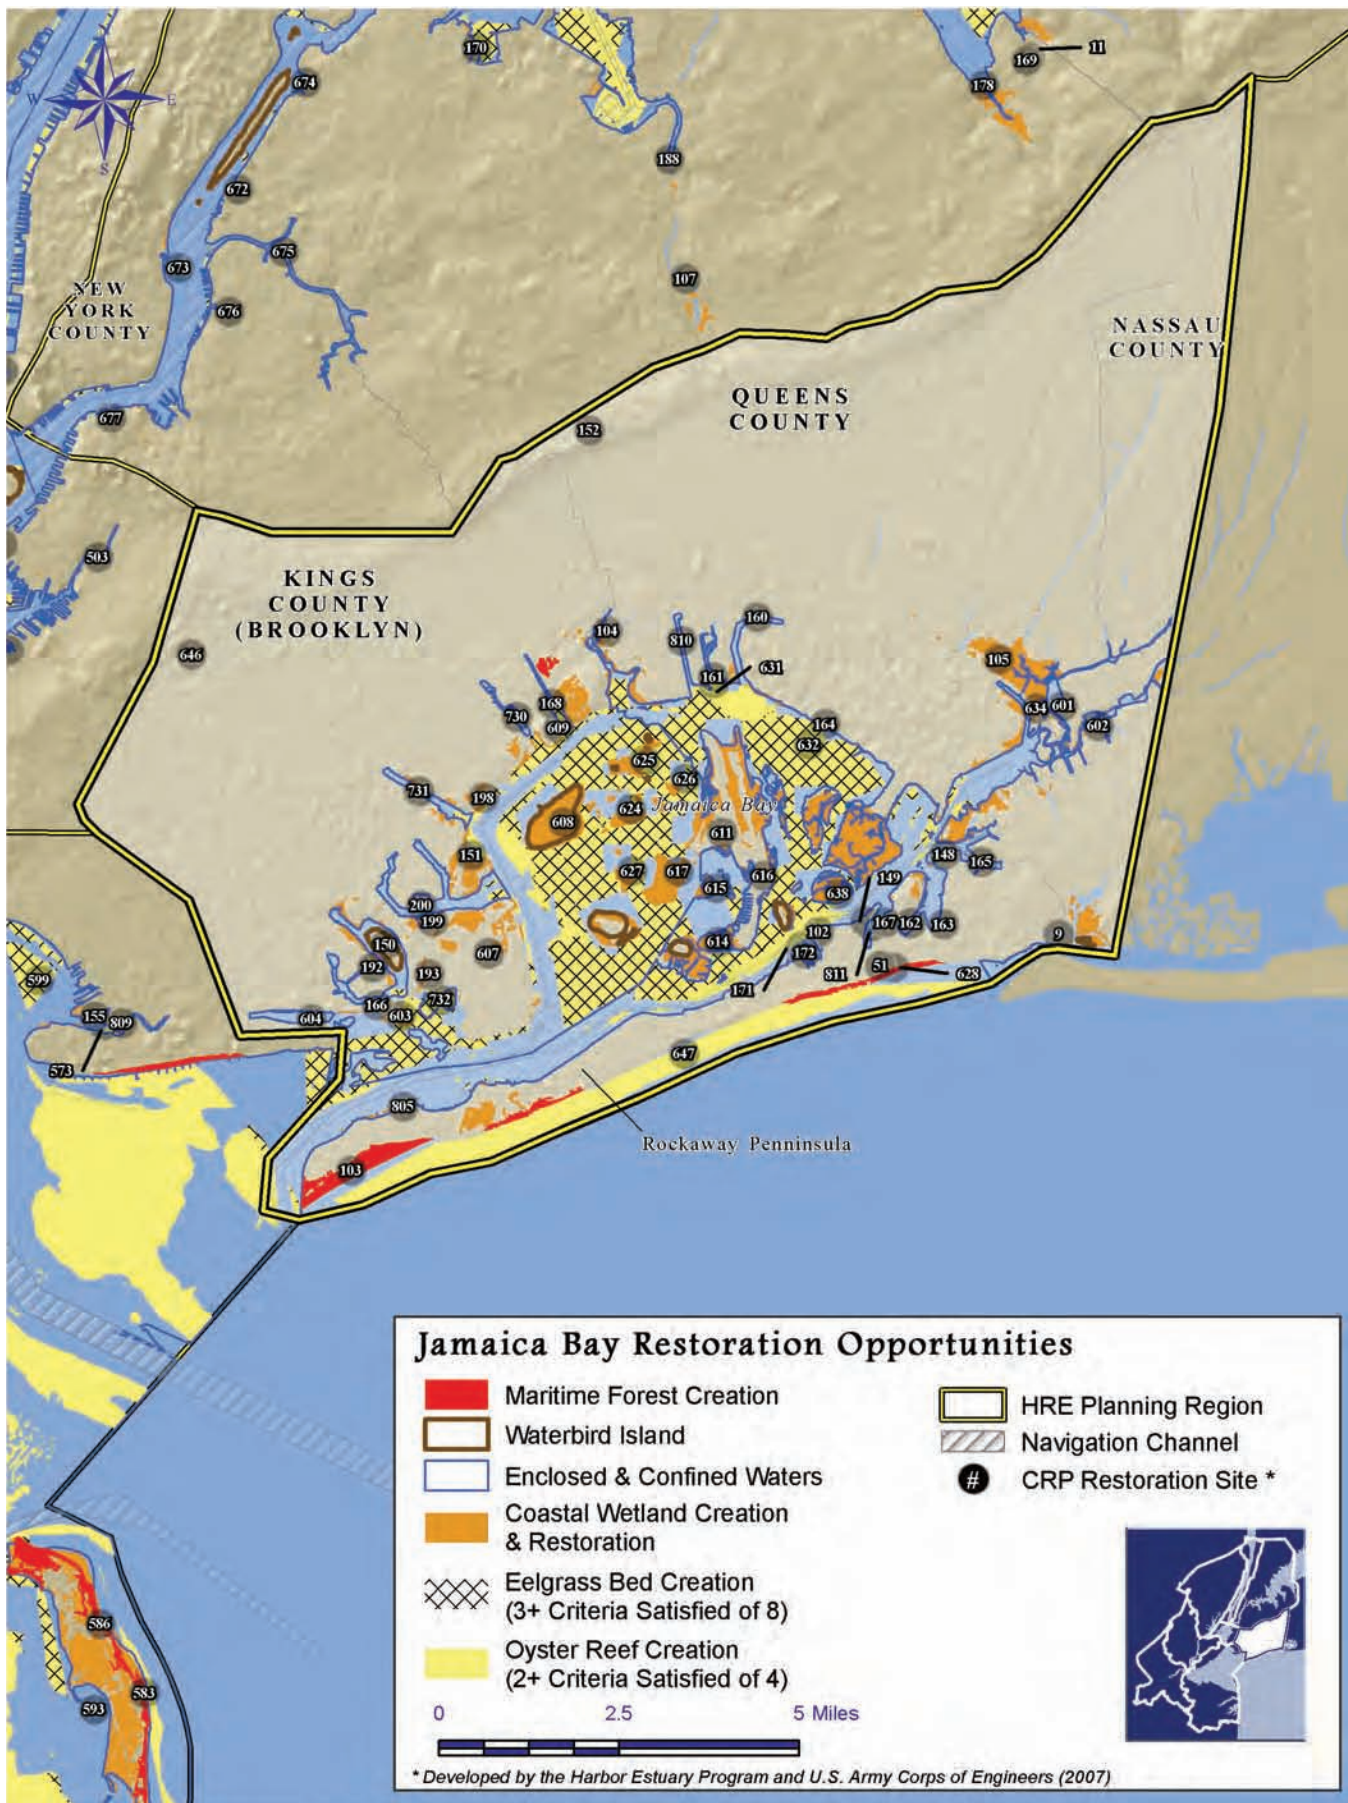 170
11
169
674
178
W
E
S
188
672
675
673
107
NEW
YORK
COUNTY
676
NASSAU
COUNTY
QUEENS
COUNTY
677
152
503
KINGS
COUNTY
(BROOKLYN)
104
810
160
646
161
631
105
168
730
609
164
634
601
602
632
625
626
731
198
624
Jamaica Bay
608
611
151
148
165
627
617
615
616
149
638
200
199
150
607
614
102
167
162
163
9
192
193
172
599
732
171
811
51
628
155
809
166
603
604
573
647
805
Rockaway Penninsula
103
Jamaica Bay Restoration Opportunities
Maritime Forest Creation
Waterbird Island
Enclosed & Confined Waters
Coastal Wetland Creation
& Restoration
Eelgrass Bed Creation
(3+ Criteria Satisfied of 8)
Oyster Reef Creation
(2+ Criteria Satisfied of 4)
HRE Planning Region
Navigation Channel
# CRP Restoration Site *
586
583
593
0 2.5 5 Miles
* Developed by the Harbor Estuary Program and U.S. Army Corps of Engineers (2007)